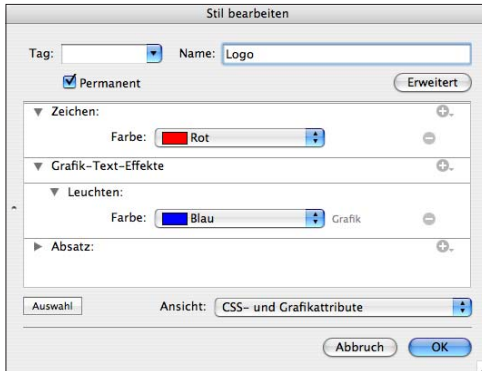 Stil bearbeiten
Tag: Name: Logo
Permanent Erweitert
Zeichen:
Farbe: Rot
Grafik-Text-Effekte
Leuchten:
Farbe: Blau Grafik
Absatz:
Auswahl Ansicht: CSS- und Grafikattribute
Abbruch OK